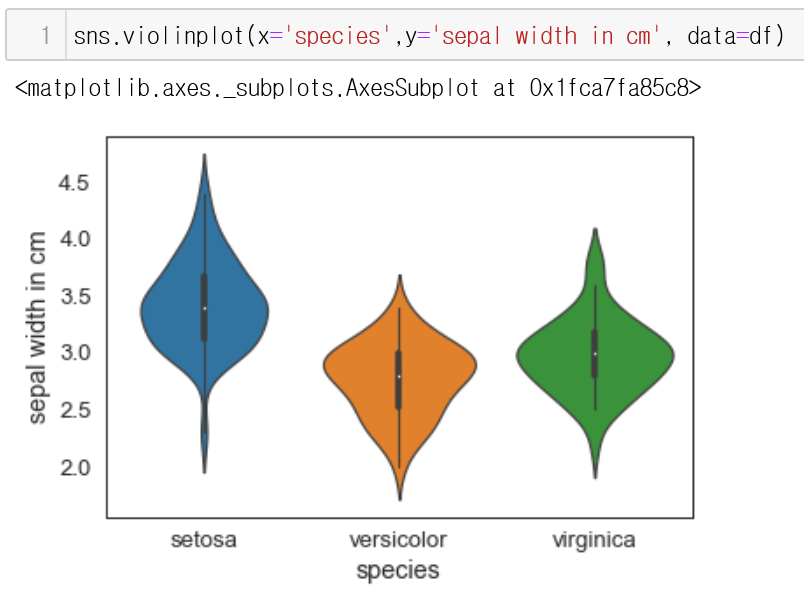 1 sns.violinplot(x='species',y='sepal width in cm', data=df)
<matplotlib.axes._subplots.AxesSubplot at 0x1fca7fa85c8>
4.5
4.0
3.5
3.0
2.5
2.0
sepal width in cm
setosa versicolor virginica
species